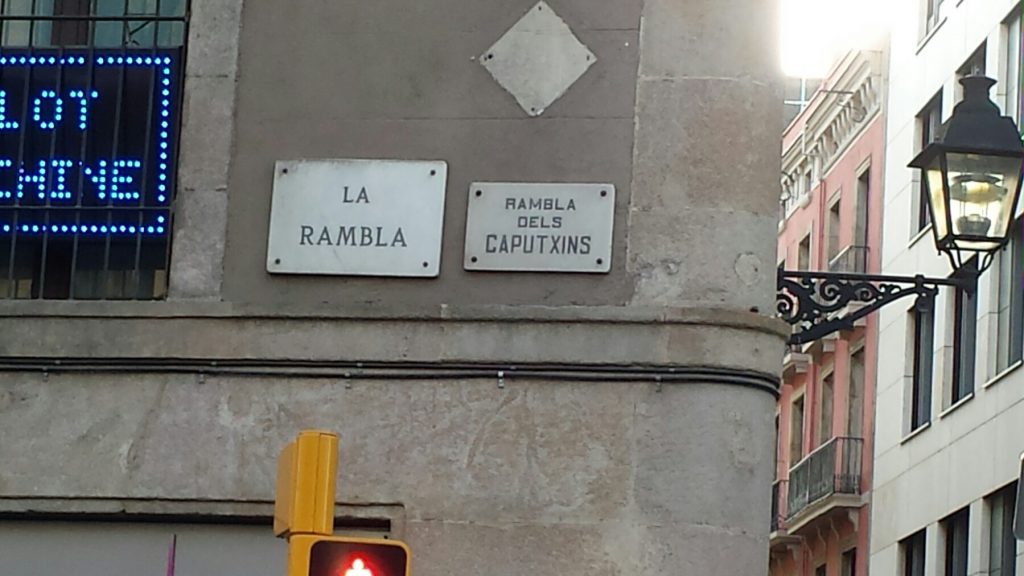 LOT
CHINE
LA
RAMBLA
RAMBLA
DELS
CAPUTXINS